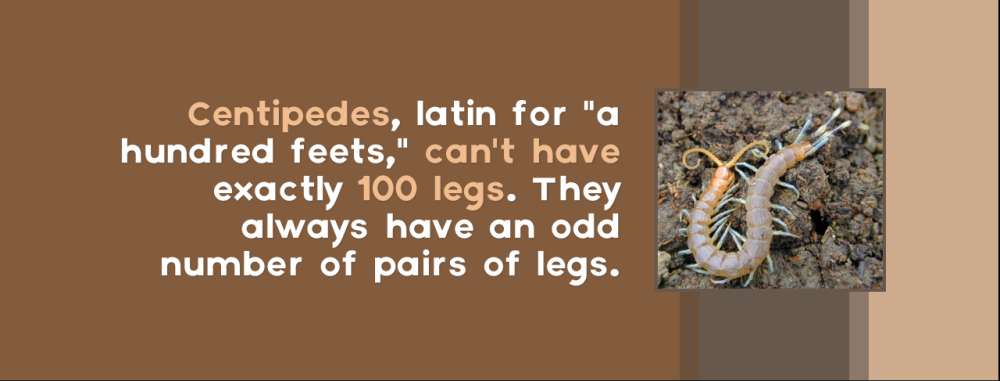 Centipedes, latin for "a
hundred feets," can't have
exactly 100 legs. They
always have an odd
number of pairs of legs.